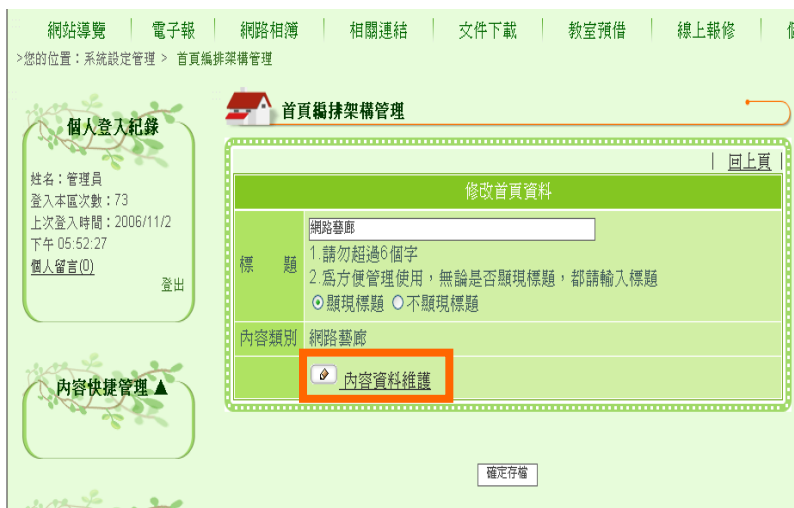 網站導覽 電子報 網路相簿 相關連結 文件下載 教室預借 線上報修
>您的位置:系統設定管理 > 首頁編排架構管理
個人登入紀錄
姓名:管理員
登入本區次數:73
上次登入時間:2006/11/2
下午 05:52:27
個人留言(0)
登出
內容快捷管理▲
首頁編排架構管理
| 回上頁 |
修改首頁資料
標 題
網路藝廊
1.請勿超過6個字
2.為方便管理使用,無論是否顯現標題,都請輸入標題
顯現標題 不顯現標題
內容類別 網路藝廊
內容資料維護
確定存檔